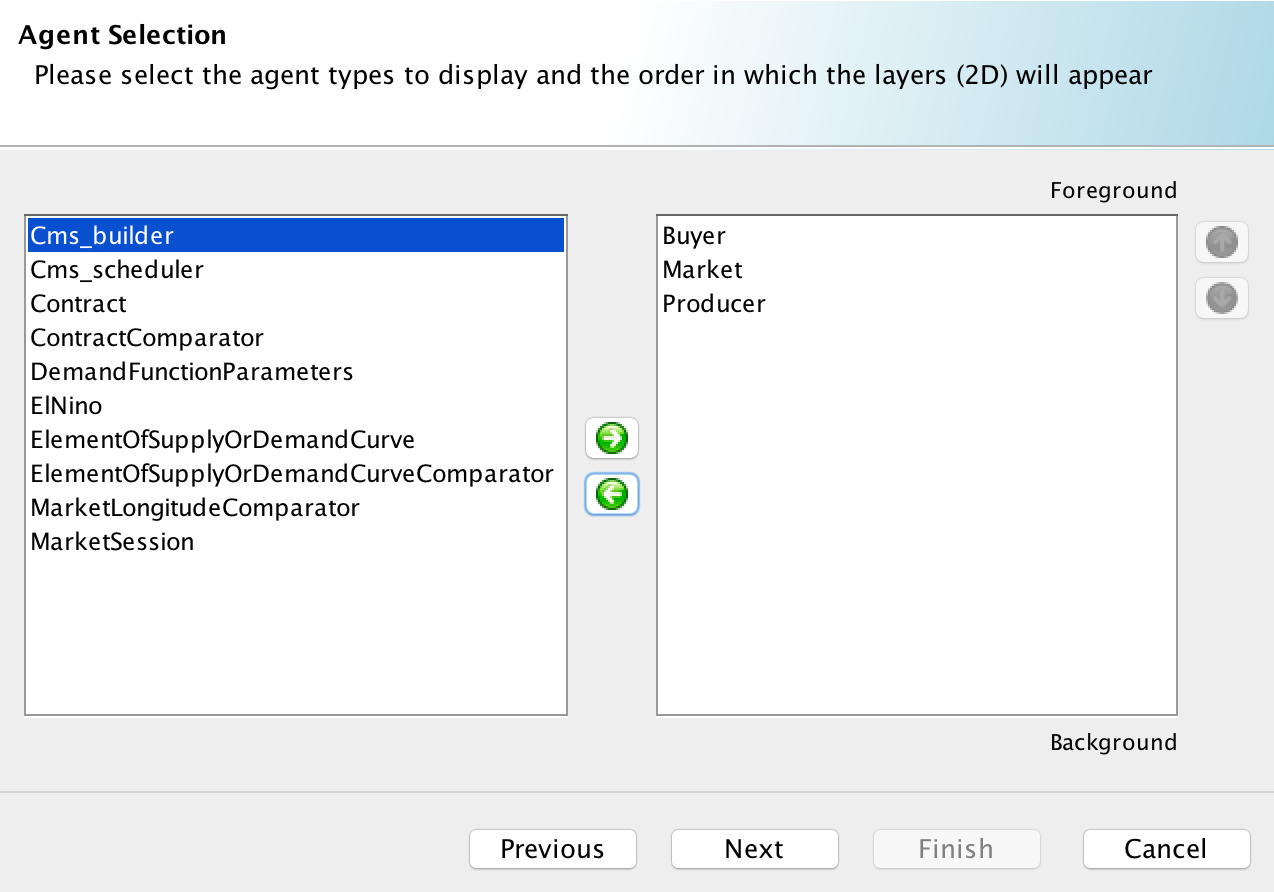 Agent Selection
Please select the agent types to display and the order in which the layers (2D) will appear
Foreground
Cms_builder
Cms_scheduler
Contract
ContractComparator
DemandFunctionParameters
ElNino
ElementOfSupplyOrDemandCurve
ElementOfSupplyOrDemandCurveComparator
MarketLongitudeComparator
MarketSession
Buyer
Market
Producer
Background
Previous
Next
Finish
Cancel